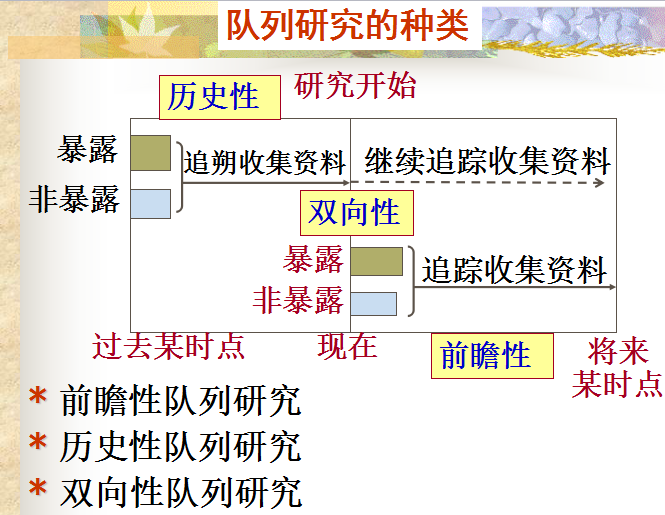 队列研究的种类
历史性
研究开始
暴露
追朔收集资料
继续追踪收集资料
非暴露
双向性
暴露
追踪收集资料
非暴露
过去某时点
现在
前瞻性
将来
某时点
* 前瞻性队列研究
* 历史性队列研究
* 双向性队列研究